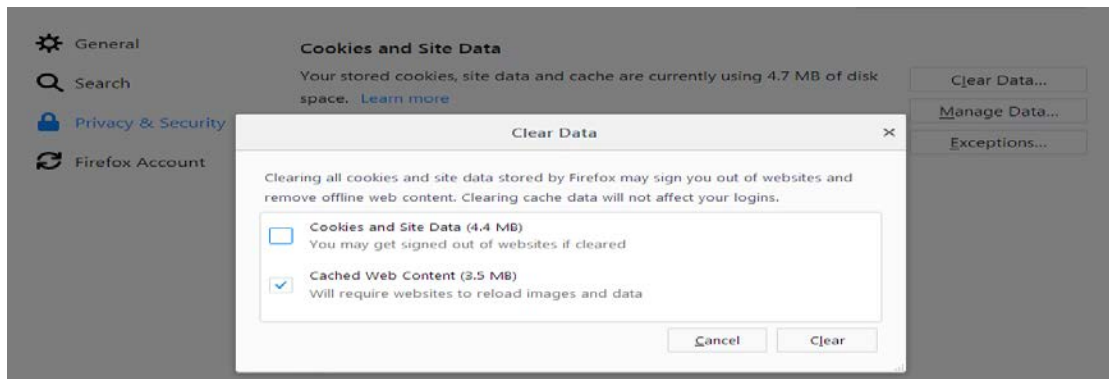 General
Search
Privacy & Security
Firefox Account
Cookies and Site Data
Your stored cookies, site data and cache are currently using 4.7 MB of disk
space. Learn more
Clear Data...
Manage Data...
Exceptions...
Clear Data
Clearing all cookies and site data stored by Firefox may sign you out of websites and
remove offline web content. Clearing cache data will not affect your logins.
Cookies and Site Data (4.4 MB)
You may get signed out of websites if cleared
Cached Web Content (3.5 MB)
Will require websites to reload images and data
Cancel
Clear